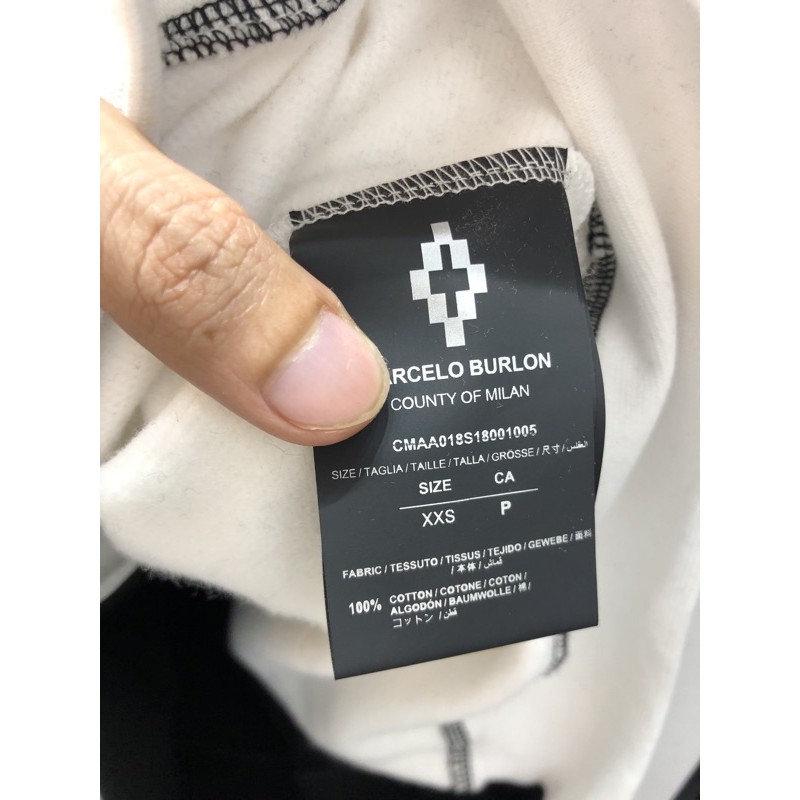 ARCELO BURLON
COUNTY OF MILAN
CMAA018S18001005
SIZE / TAGLIA / TAILLE / TALLA / GRÖSSE / 尺寸 / المقاس
SIZE CA
XXS P
FABRIC / TESSUTO / TISSUS / TEJIDO / GEWEBE / 面料
/ 本体 / قماش
100% COTTON / COTONE / COTON /
ALGODÓN / BAUMWOLLE / 棉 /
コットン / قطن